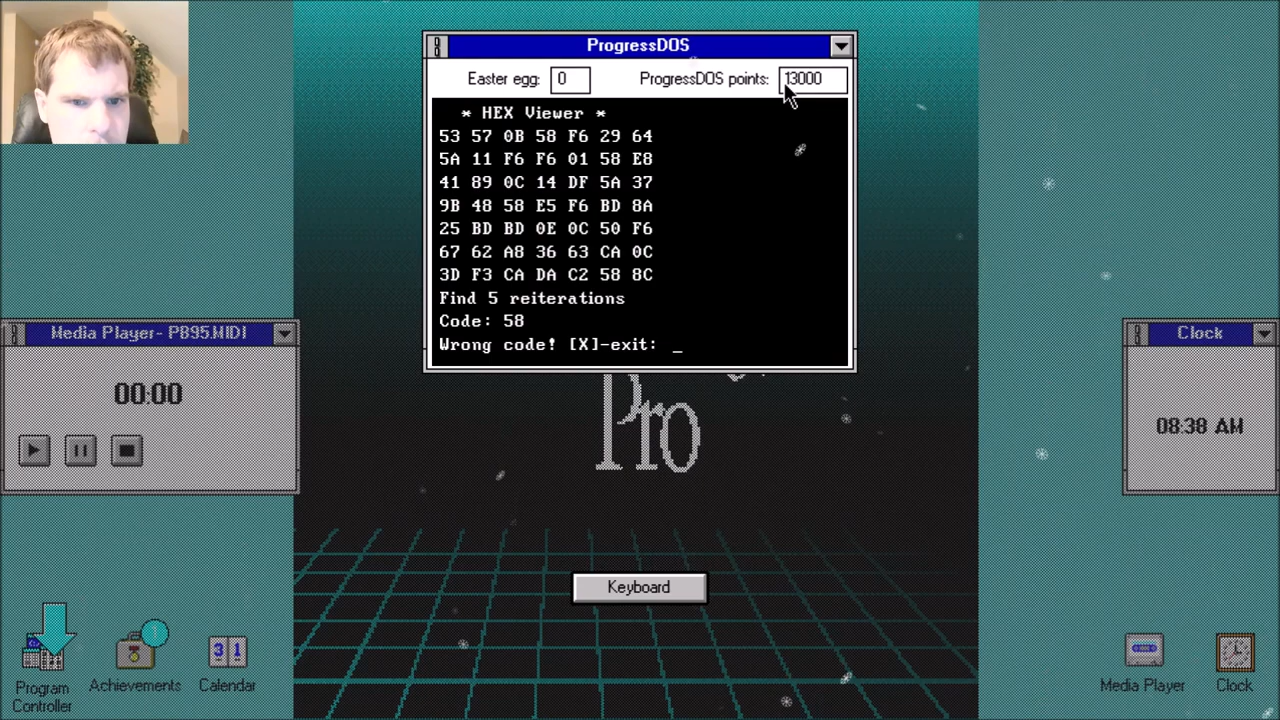 ProgressDOS
Easter egg: 0 ProgressDOS points: 13000
* HEX Viewer *
53 57 0B 58 F6 29 64
5A 11 F6 F6 01 58 E8
41 89 0C 14 DF 5A 37
9B 48 58 E5 F6 BD 8A
25 BD BD 0E 0C 50 F6
67 62 A8 36 63 CA 0C
3D F3 CA DA C2 58 8C
Find 5 reiterations
Code: 58
Wrong code! [X]-exit: _
Media Player- PB95.MIDI
00:00
Clock
08:38 AM
Pro
Keyboard
Program
Controller
Achievements
1
31
Calendar
Media Player
Clock